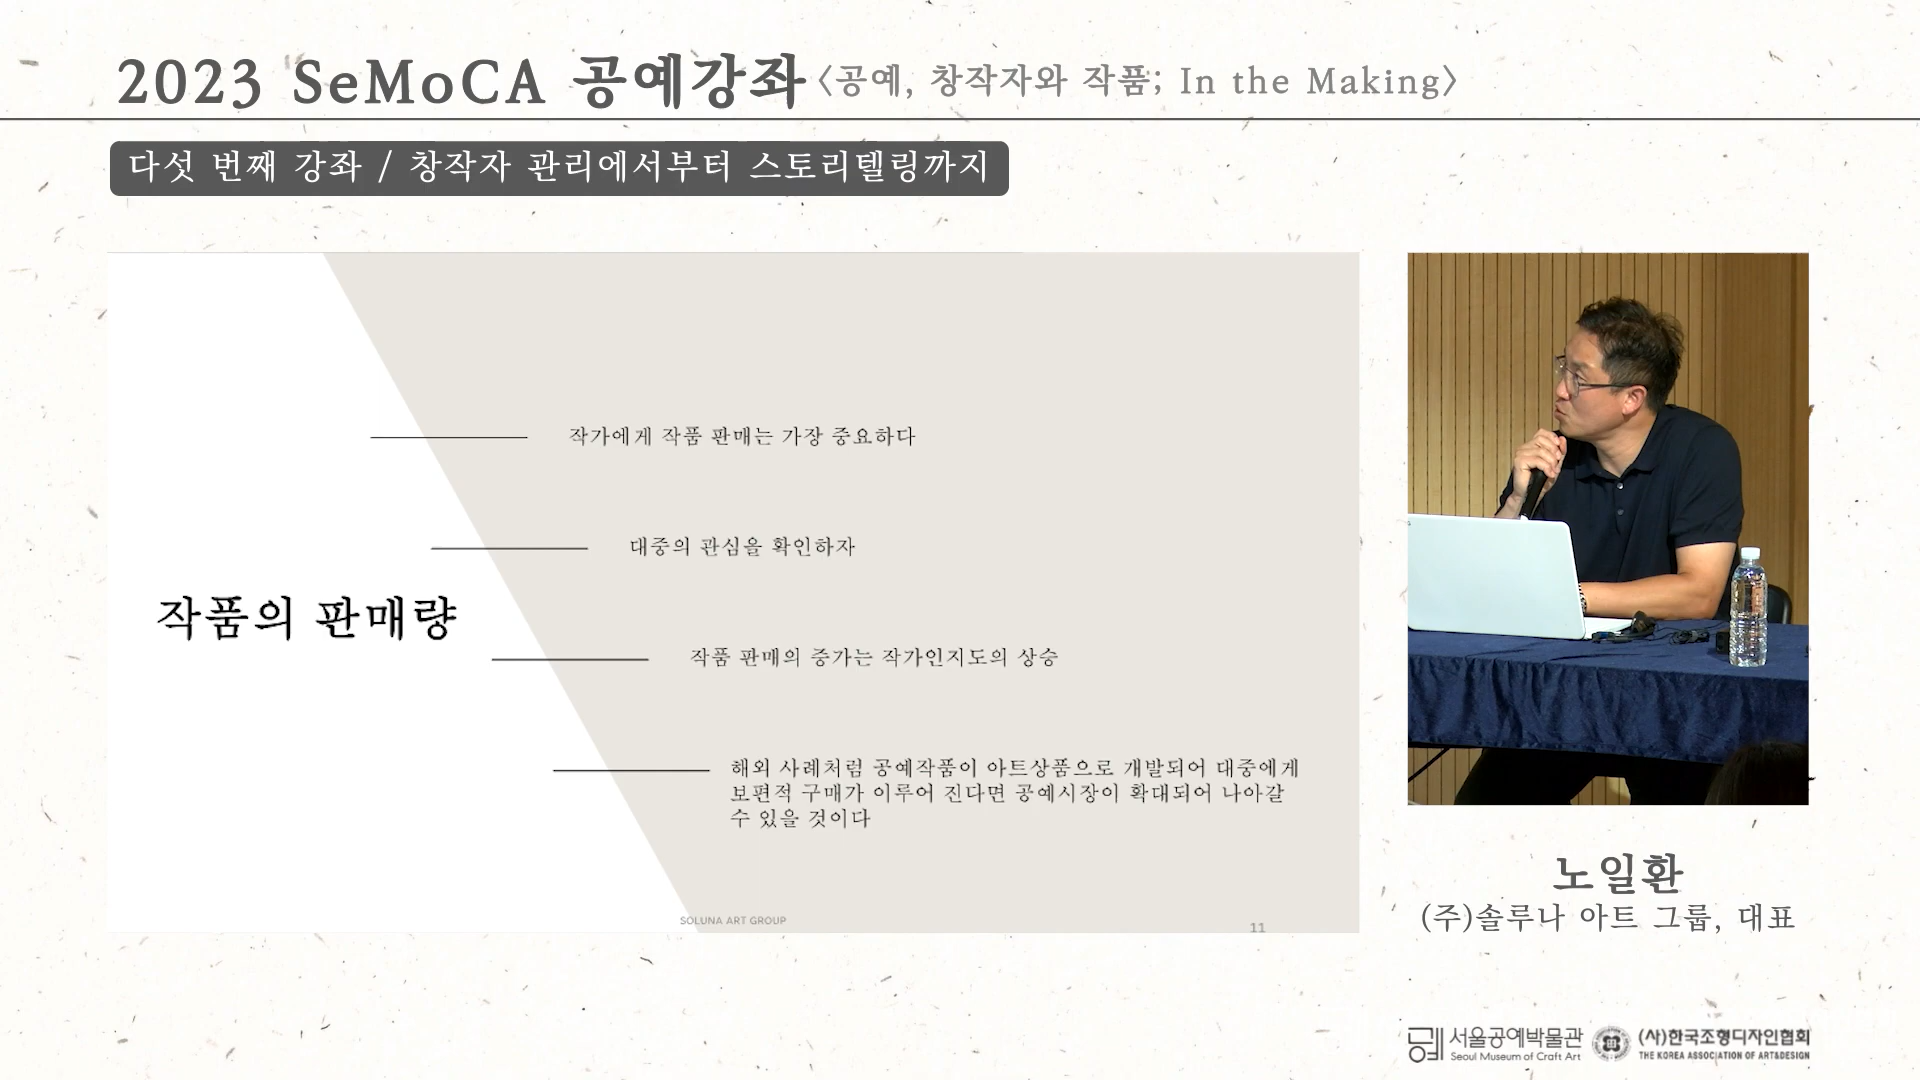 2023 SeMoCA 공예강좌 〈공예, 창작자와 작품; In the Making〉
다섯 번째 강좌 / 창작자 관리에서부터 스토리텔링까지
작품의 판매량
작가에게 작품 판매는 가장 중요하다
대중의 관심을 확인하자
작품 판매의 증가는 작가인지도의 상승
해외 사례처럼 공예작품이 아트상품으로 개발되어 대중에게
보편적 구매가 이루어 진다면 공예시장이 확대되어 나아갈
수 있을 것이다
SOLUNA ART GROUP
11
노일환
(주)솔루나 아트 그룹, 대표
서울공예박물관
Seoul Museum of Craft Art
(사)한국조형디자인협회
THE KOREA ASSOCIATION OF ART&DESIGN